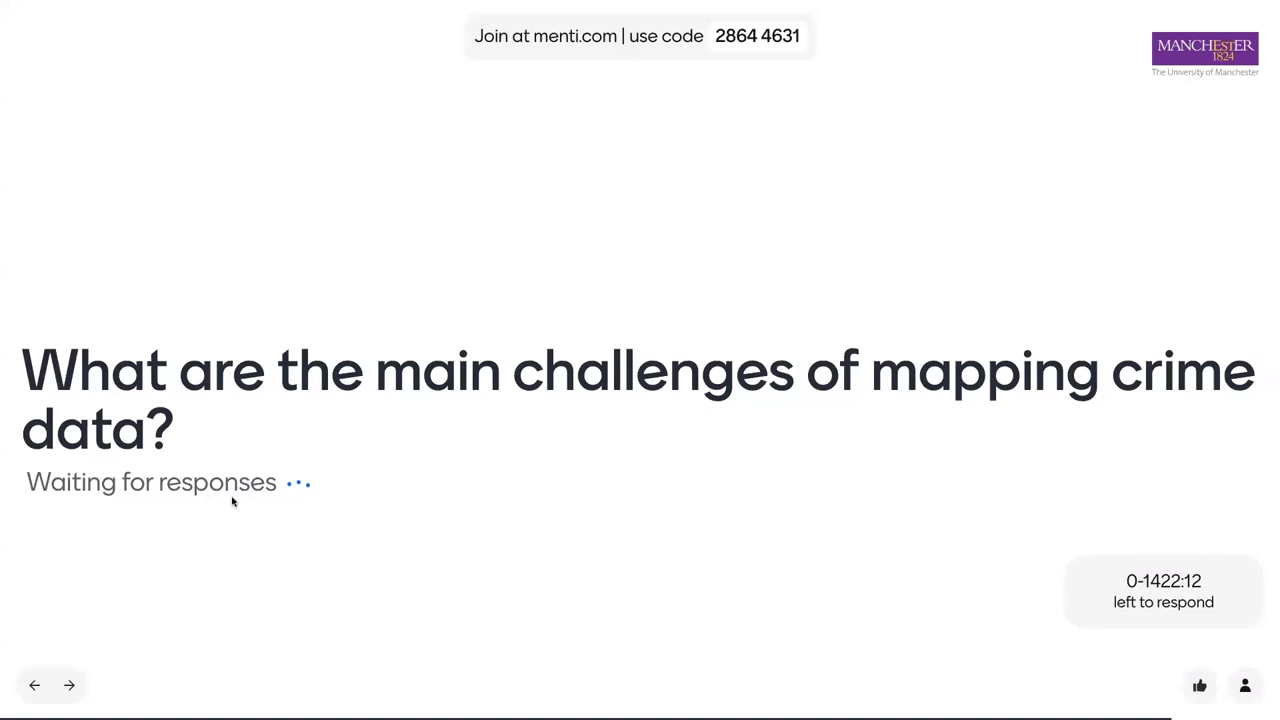 Join at menti.com | use code 2864 4631
MANCHESTER
1824
The University of Manchester
What are the main challenges of mapping crime
data?
Waiting for responses
0-1422:12
left to respond